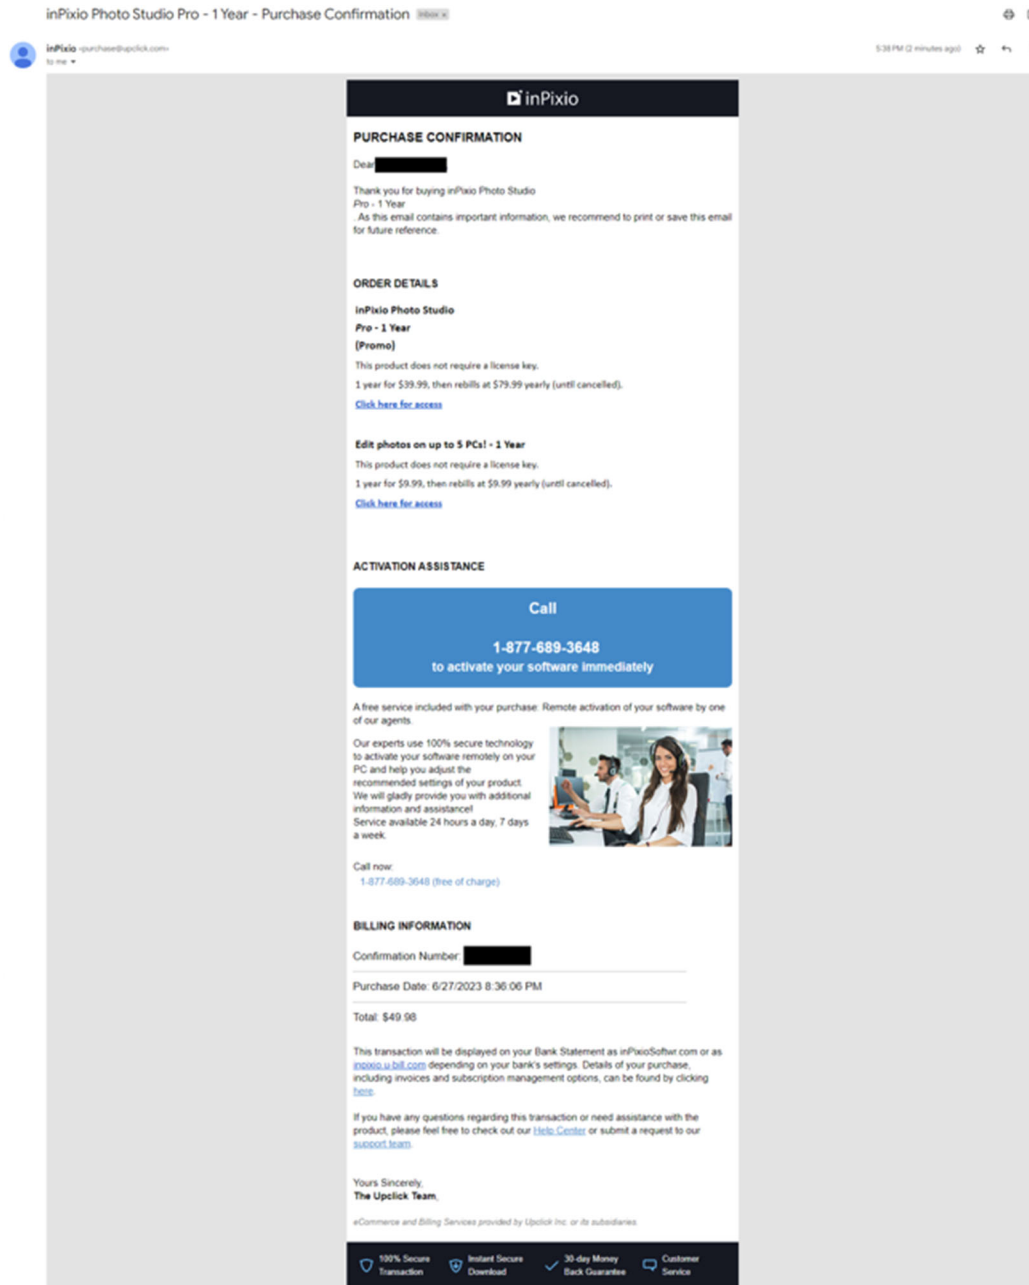 inPixio Photo Studio Pro - 1 Year - Purchase Confirmation Inbox x
inPixio <purchase@upclick.com>
5:38 PM (2 minutes ago)
to me
inPixio
PURCHASE CONFIRMATION
Dear
Thank you for buying inPixio Photo Studio
Pro - 1 Year
. As this email contains important information, we recommend to print or save this email
for future reference.
ORDER DETAILS
inPixio Photo Studio
Pro - 1 Year
(Promo)
This product does not require a license key.
1 year for $39.99, then rebills at $79.99 yearly (until cancelled).
Click here for access
Edit photos on up to 5 PCs! - 1 Year
This product does not require a license key.
1 year for $9.99, then rebills at $9.99 yearly (until cancelled).
Click here for access
ACTIVATION ASSISTANCE
Call
1-877-689-3648
to activate your software immediately
A free service included with your purchase: Remote activation of your software by one
of our agents.
Our experts use 100% secure technology
to activate your software remotely on your
PC and help you adjust the
recommended settings of your product.
We will gladly provide you with additional
information and assistance!
Service available 24 hours a day, 7 days
a week.
Call now:
1-877-689-3648 (free of charge)
BILLING INFORMATION
Confirmation Number:
Purchase Date: 6/27/2023 8:36:06 PM
Total: $49.98
This transaction will be displayed on your Bank Statement as inPixioSoftwr.com or as
inpixio.u-bill.com depending on your bank's settings. Details of your purchase,
including invoices and subscription management options, can be found by clicking
here.
If you have any questions regarding this transaction or need assistance with the
product, please feel free to check out our Help Center or submit a request to our
support team.
Yours Sincerely,
The Upclick Team,
eCommerce and Billing Services provided by Upclick Inc. or its subsidiaries.
100% Secure Transaction
Instant Secure Download
30-day Money Back Guarantee
Customer Service